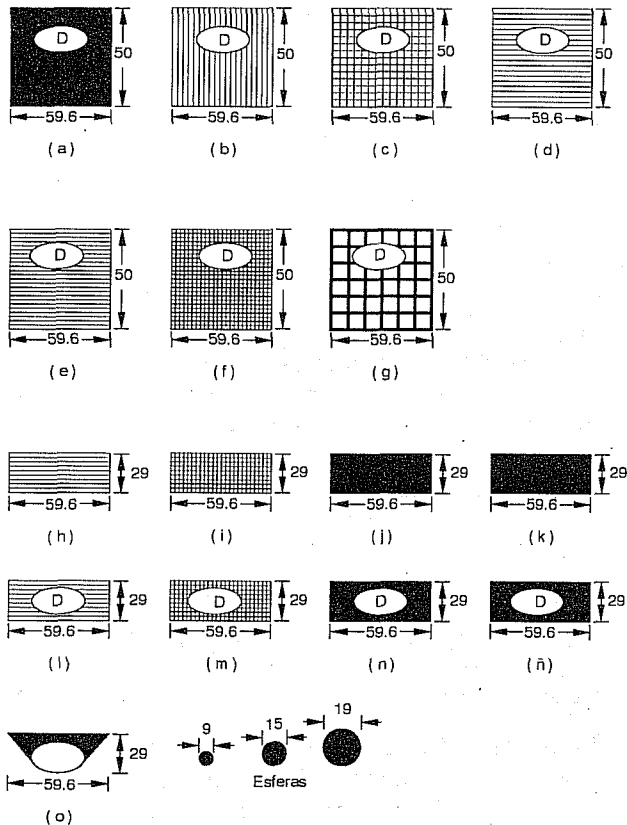 D D D D
50 50 50 50
59.6 59.6 59.6 59.6
(a) (b) (c) (d)
D D D
50 50 50
59.6 59.6 59.6
(e) (f) (g)
29 29 29 29
59.6 59.6 59.6 59.6
(h) (i) (j) (k)
D D D D
29 29 29 29
59.6 59.6 59.6 59.6
(l) (m) (n) (ñ)
9 15 19
29
59.6 Esferas
(o)